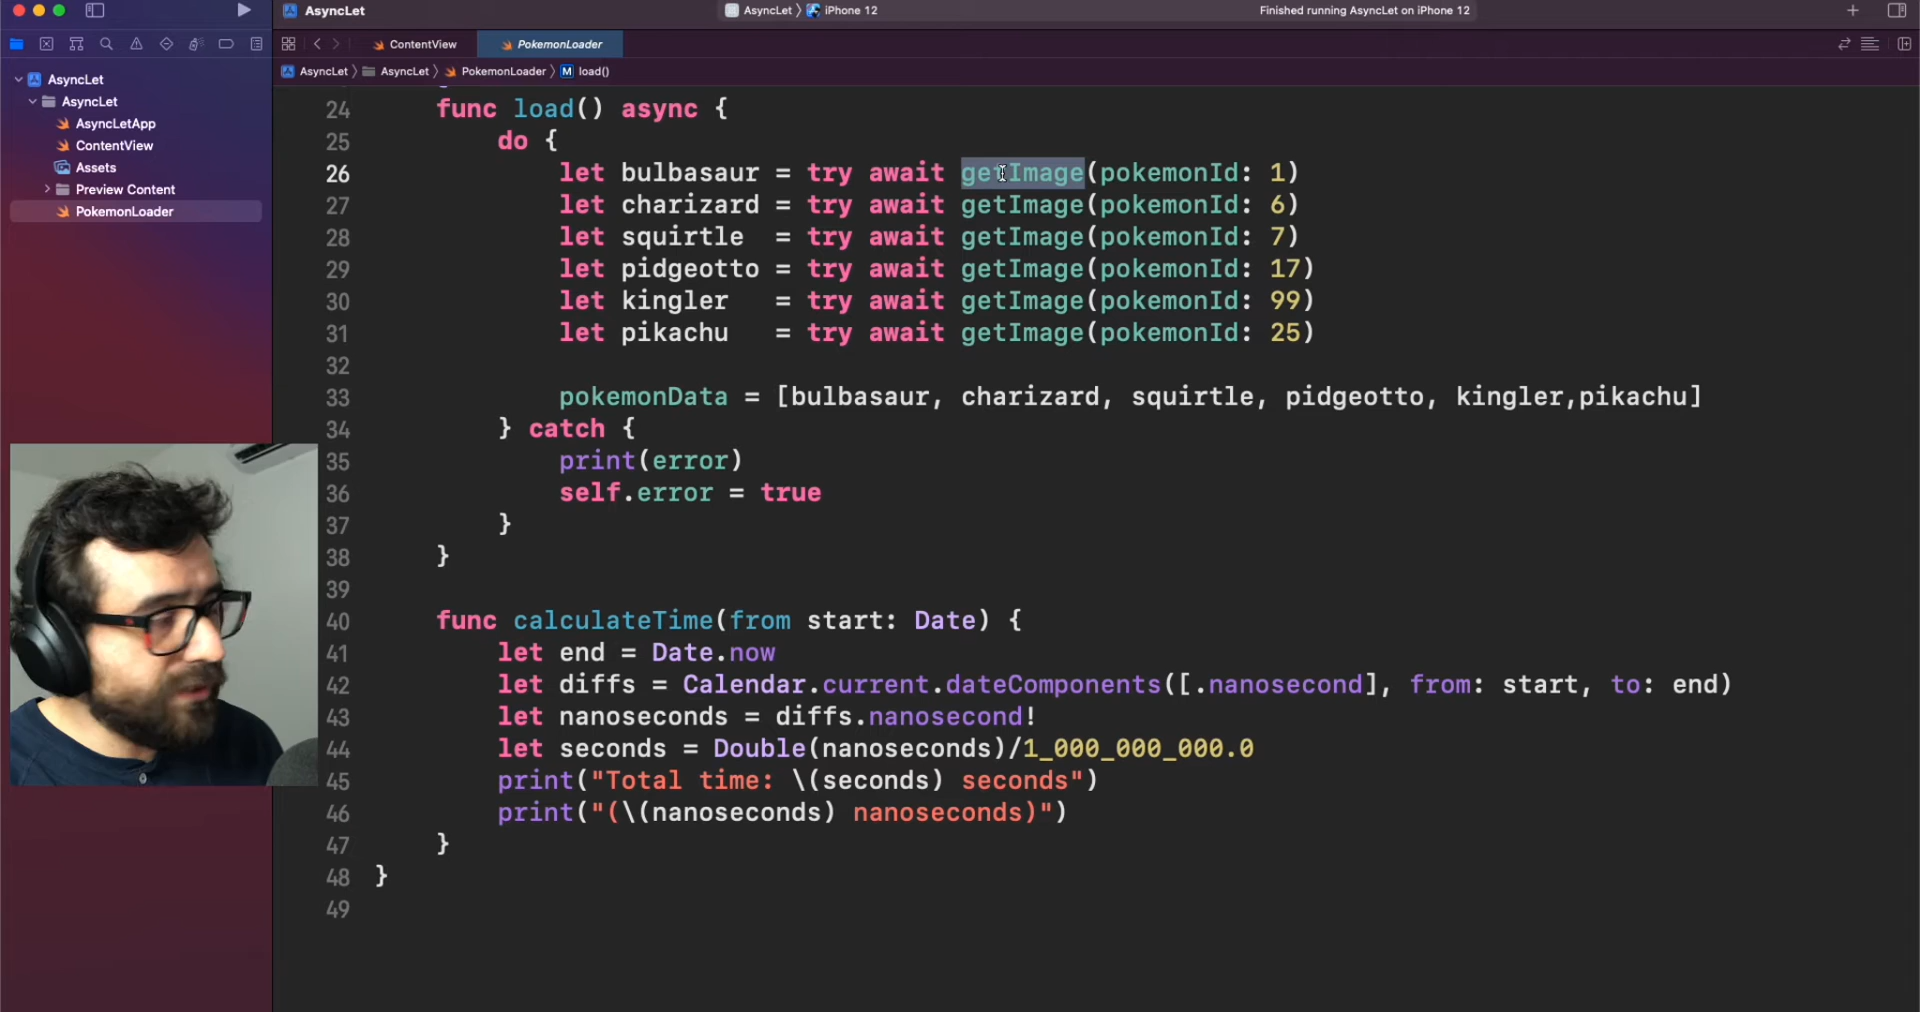 AsyncLet
AsyncLet 〉 iPhone 12
Finished running AsyncLet on iPhone 12
ContentView
PokemonLoader
AsyncLet 〉 AsyncLet 〉 PokemonLoader 〉 M load()
AsyncLet
AsyncLet
AsyncLetApp
ContentView
Assets
Preview Content
PokemonLoader
24 func load() async {
25 do {
26 let bulbasaur = try await getImage(pokemonId: 1)
27 let charizard = try await getImage(pokemonId: 6)
28 let squirtle  = try await getImage(pokemonId: 7)
29 let pidgeotto = try await getImage(pokemonId: 17)
30 let kingler   = try await getImage(pokemonId: 99)
31 let pikachu   = try await getImage(pokemonId: 25)
32
33 pokemonData = [bulbasaur, charizard, squirtle, pidgeotto, kingler,pikachu]
34 } catch {
35 print(error)
36 self.error = true
37 }
38 }
39
40 func calculateTime(from start: Date) {
41 let end = Date.now
42 let diffs = Calendar.current.dateComponents([.nanosecond], from: start, to: end)
43 let nanoseconds = diffs.nanosecond!
44 let seconds = Double(nanoseconds)/1_000_000_000.0
45 print("Total time: \(seconds) seconds")
46 print("(\(nanoseconds) nanoseconds)")
47 }
48 }
49